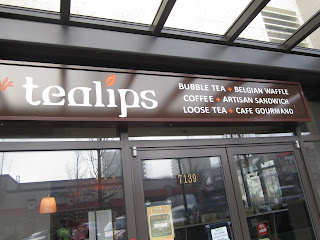 tealips
BUBBLE TEA + BELGIAN WAFFLE
COFFEE + ARTISAN SANDWICH
LOOSE TEA + CAFE GOURMAND
7139